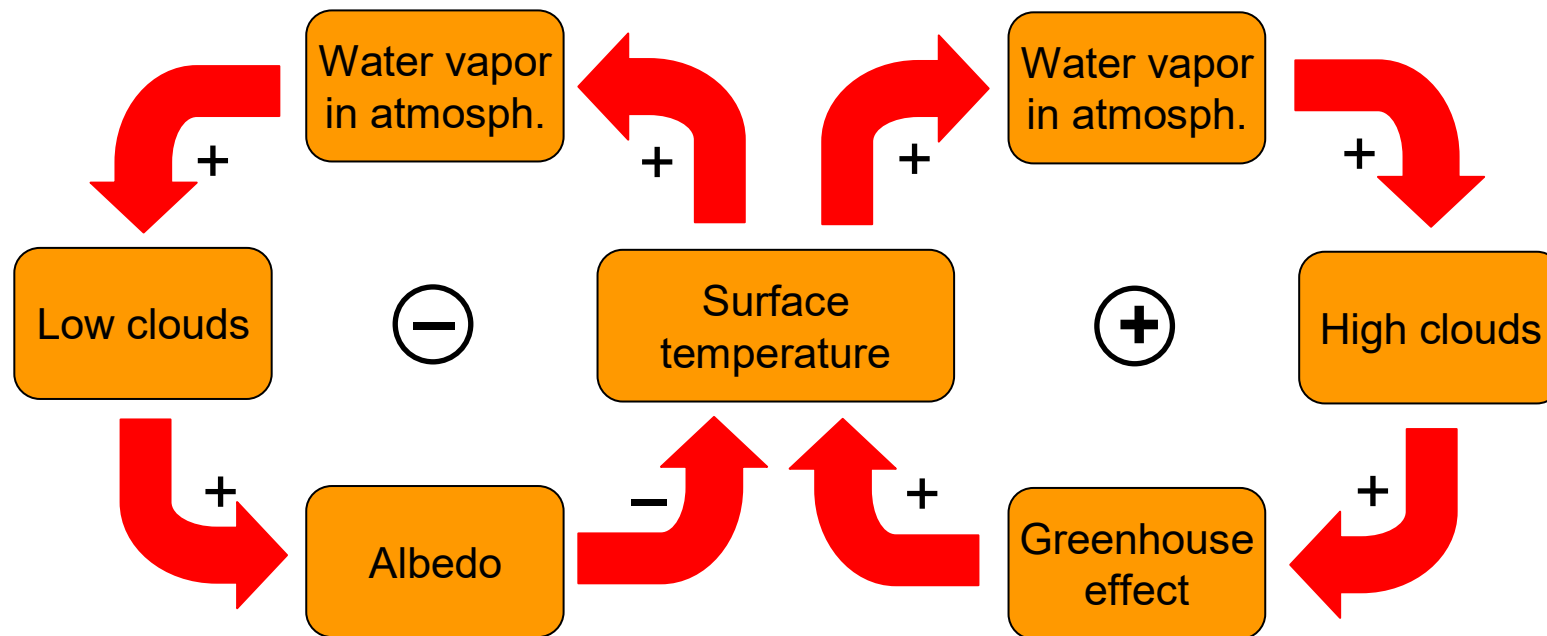 Water vapor
in atmosph.
Water vapor
in atmosph.
+
+
+
+
Low clouds
−
Surface
temperature
+
High clouds
+
−
+
+
Albedo
Greenhouse
effect